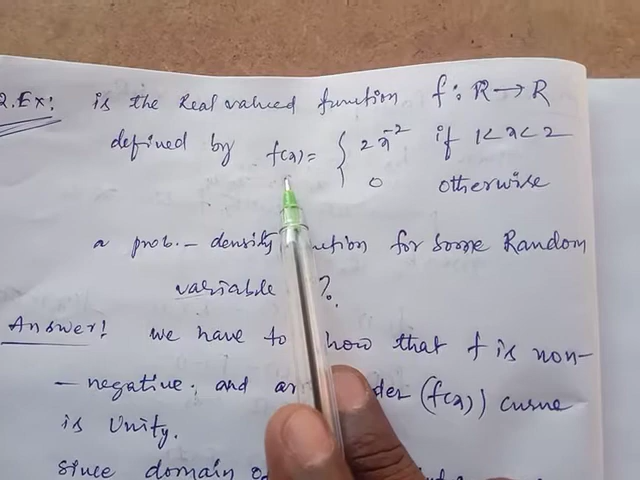 2.Ex: is the Real valued function f: R→R
defined by f(x)= { 2x⁻² if 1<x<2
0 otherwise
a prob.- density function for some Random
variable ?
Answer! We have to show that f is non-
-negative; and under (f(x)) curve
is Unity.
Since domain